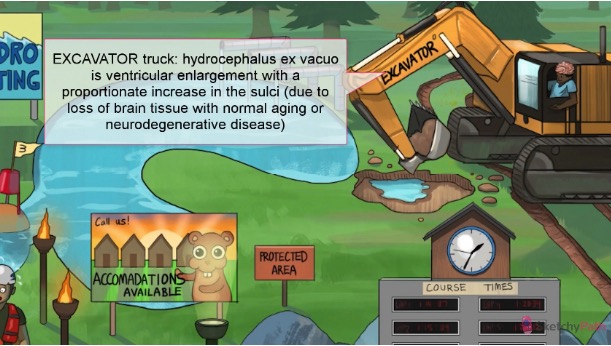 DRO
TING
EXCAVATOR truck: hydrocephalus ex vacuo
is ventricular enlargement with a
proportionate increase in the sulci (due to
loss of brain tissue with normal aging or
neurodegenerative disease)
EXCAVATOR
3
Call us!
ACCOMADATIONS
AVAILABLE
PROTECTED
AREA
COURSE TIMES